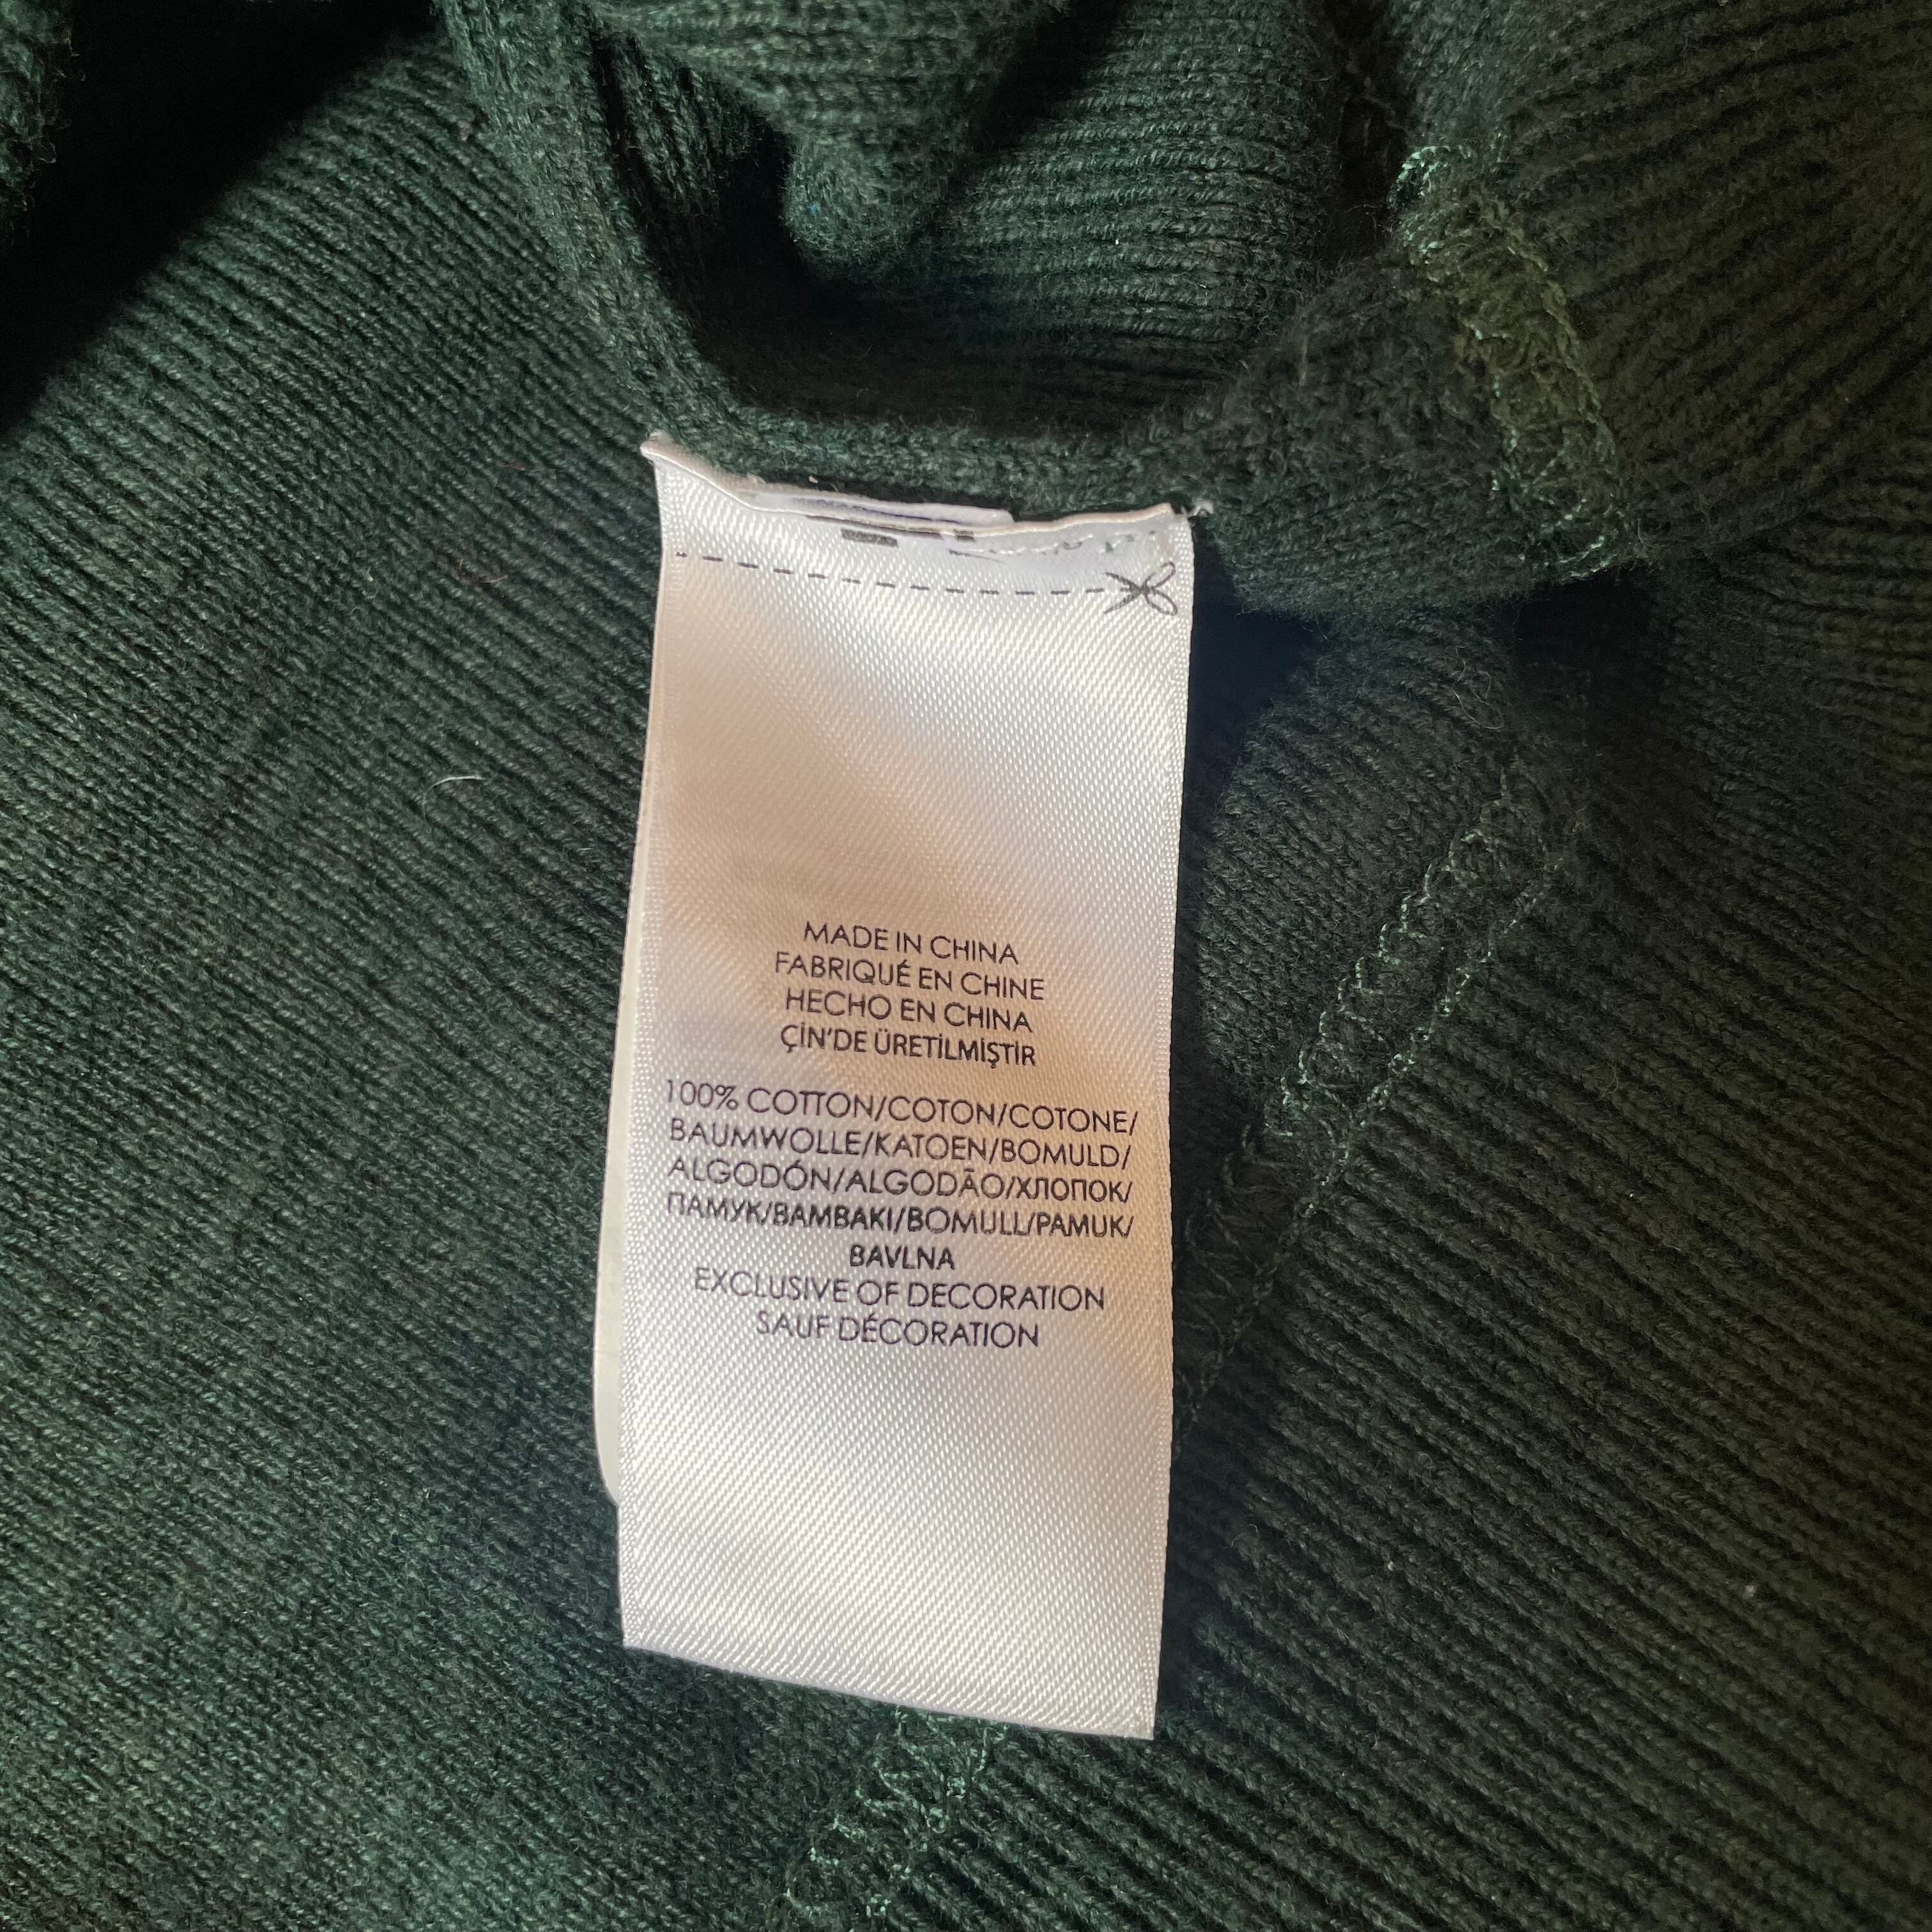 MADE IN CHINA
FABRIQUÉ EN CHINE
HECHO EN CHINA
ÇİN'DE ÜRETİLMİŞTİR
100% COTTON/COTON/COTONE/
BAUMWOLLE/KATOEN/BOMULD/
ALGODÓN/ALGODÃO/ХЛОПОК/
ПАМУК/BAMBAKI/BOMULL/PAMUK/
BAVLNA
EXCLUSIVE OF DECORATION
SAUF DÉCORATION